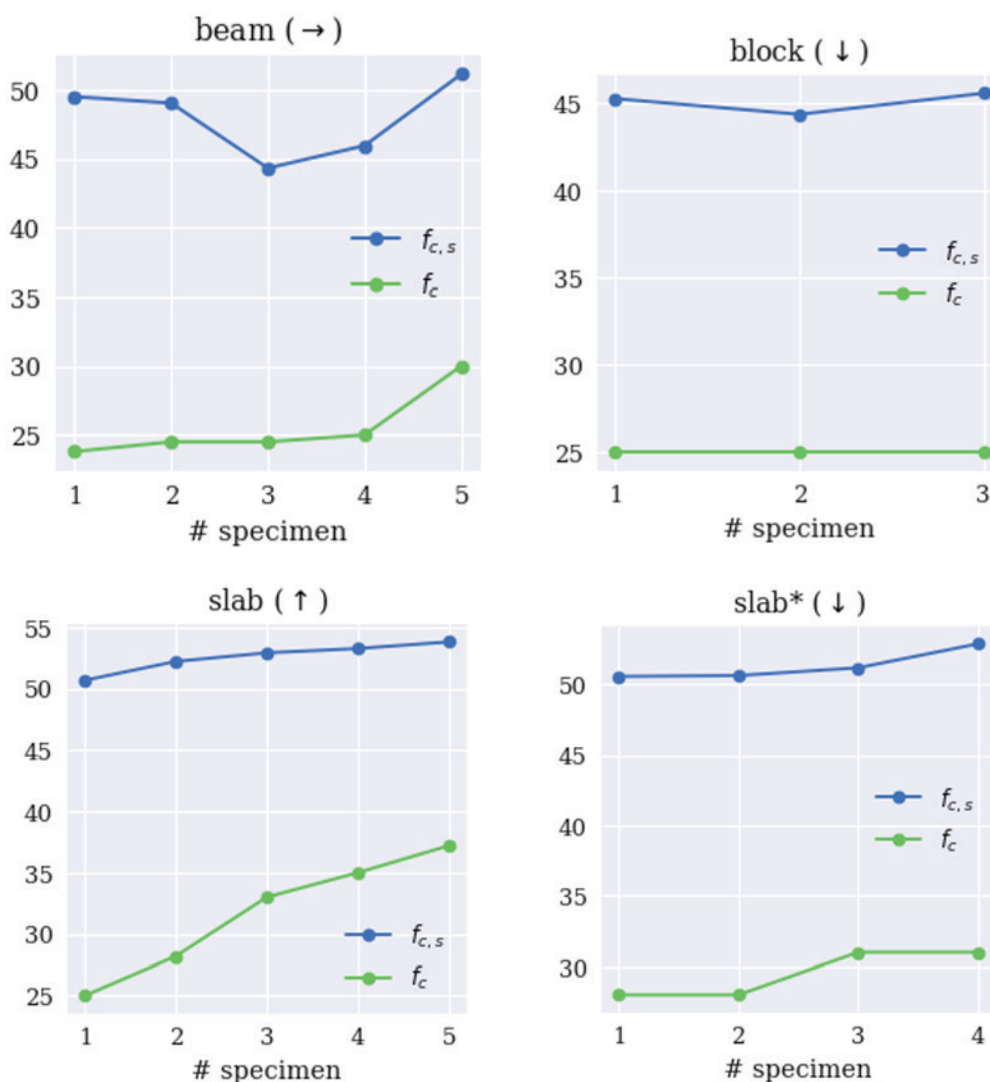 beam (→)
50
45
40
35
30
25
f_{c,s}
f_c
1 2 3 4 5
# specimen
block (↓)
45
40
35
30
25
f_{c,s}
f_c
1 2 3
# specimen
slab (↑)
55
50
45
40
35
30
25
f_{c,s}
f_c
1 2 3 4 5
# specimen
slab* (↓)
50
45
40
35
30
f_{c,s}
f_c
1 2 3 4
# specimen